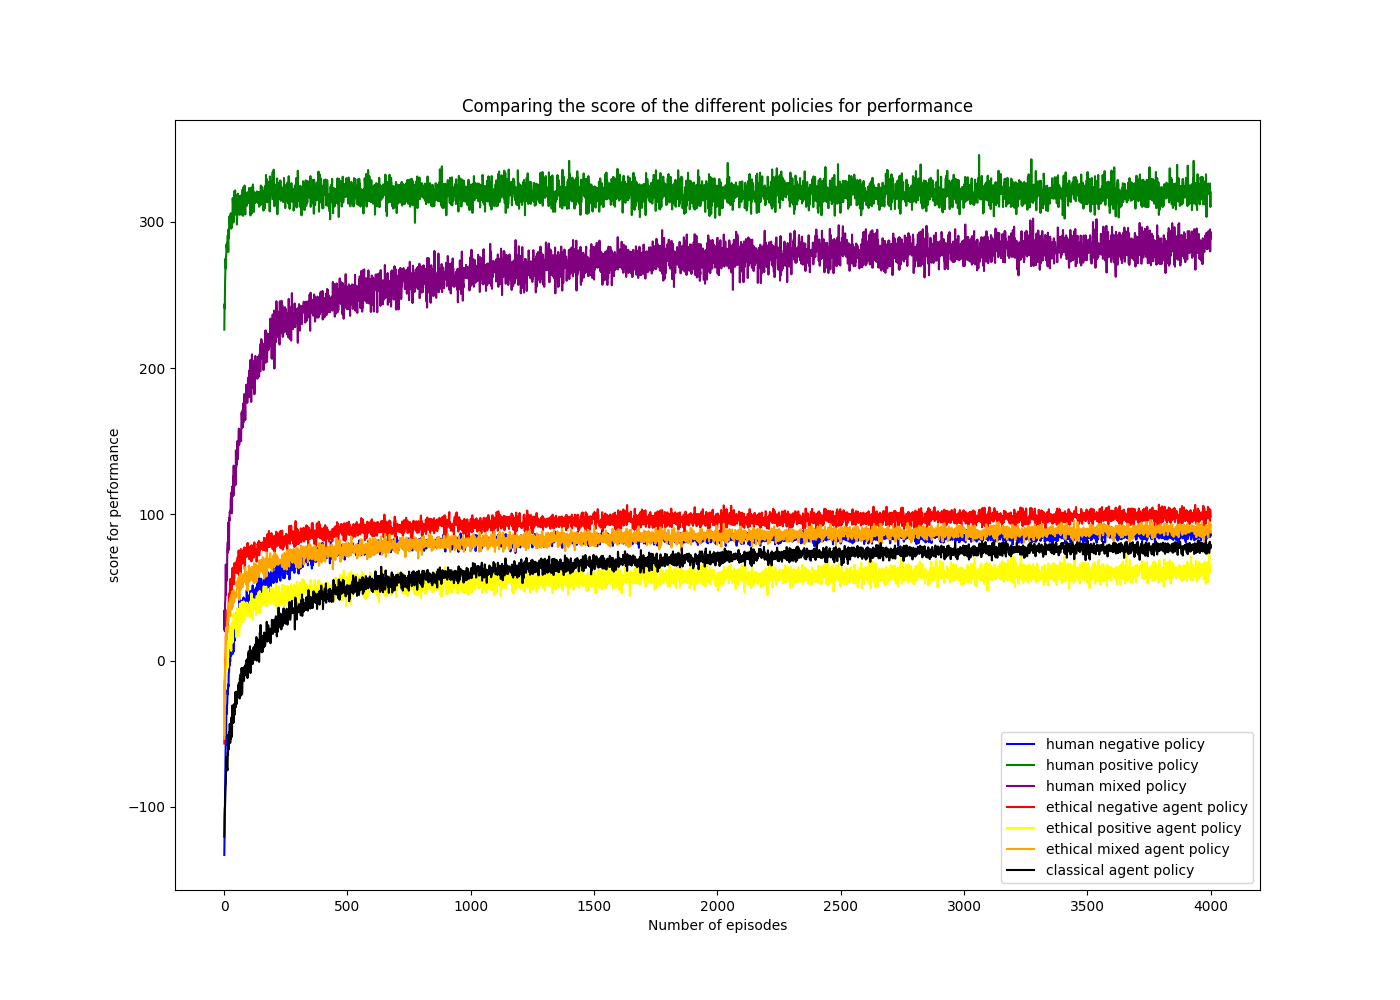 Comparing the score of the different policies for performance
score for performance
300
200
100
0
−100
0 500 1000 1500 2000 2500 3000 3500 4000
Number of episodes
human negative policy
human positive policy
human mixed policy
ethical negative agent policy
ethical positive agent policy
ethical mixed agent policy
classical agent policy